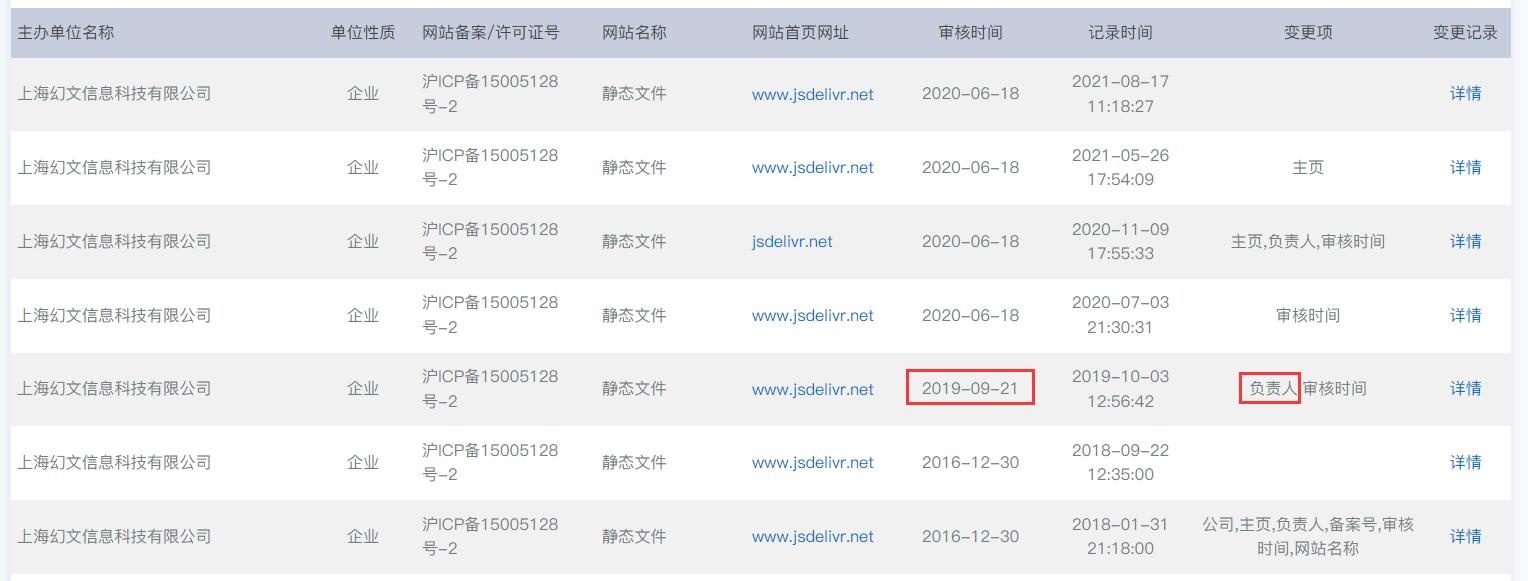 主办单位名称 单位性质 网站备案/许可证号 网站名称 网站首页网址 审核时间 记录时间 变更项 变更记录
上海幻文信息科技有限公司 企业 沪ICP备15005128 静态文件 www.jsdelivr.net 2020-06-18 2021-08-17 详情
号-2 11:18:27
上海幻文信息科技有限公司 企业 沪ICP备15005128 静态文件 www.jsdelivr.net 2020-06-18 2021-05-26 主页 详情
号-2 17:54:09
上海幻文信息科技有限公司 企业 沪ICP备15005128 静态文件 jsdelivr.net 2020-06-18 2020-11-09 主页,负责人,审核时间 详情
号-2 17:55:33
上海幻文信息科技有限公司 企业 沪ICP备15005128 静态文件 www.jsdelivr.net 2020-06-18 2020-07-03 审核时间 详情
号-2 21:30:31
上海幻文信息科技有限公司 企业 沪ICP备15005128 静态文件 www.jsdelivr.net 2019-09-21 2019-10-03 负责人,审核时间 详情
号-2 12:56:42
上海幻文信息科技有限公司 企业 沪ICP备15005128 静态文件 www.jsdelivr.net 2016-12-30 2018-09-22 详情
号-2 12:35:00
上海幻文信息科技有限公司 企业 沪ICP备15005128 静态文件 www.jsdelivr.net 2016-12-30 2018-01-31 公司,主页,负责人,备案号,审核 详情
号-2 21:18:00 时间,网站名称